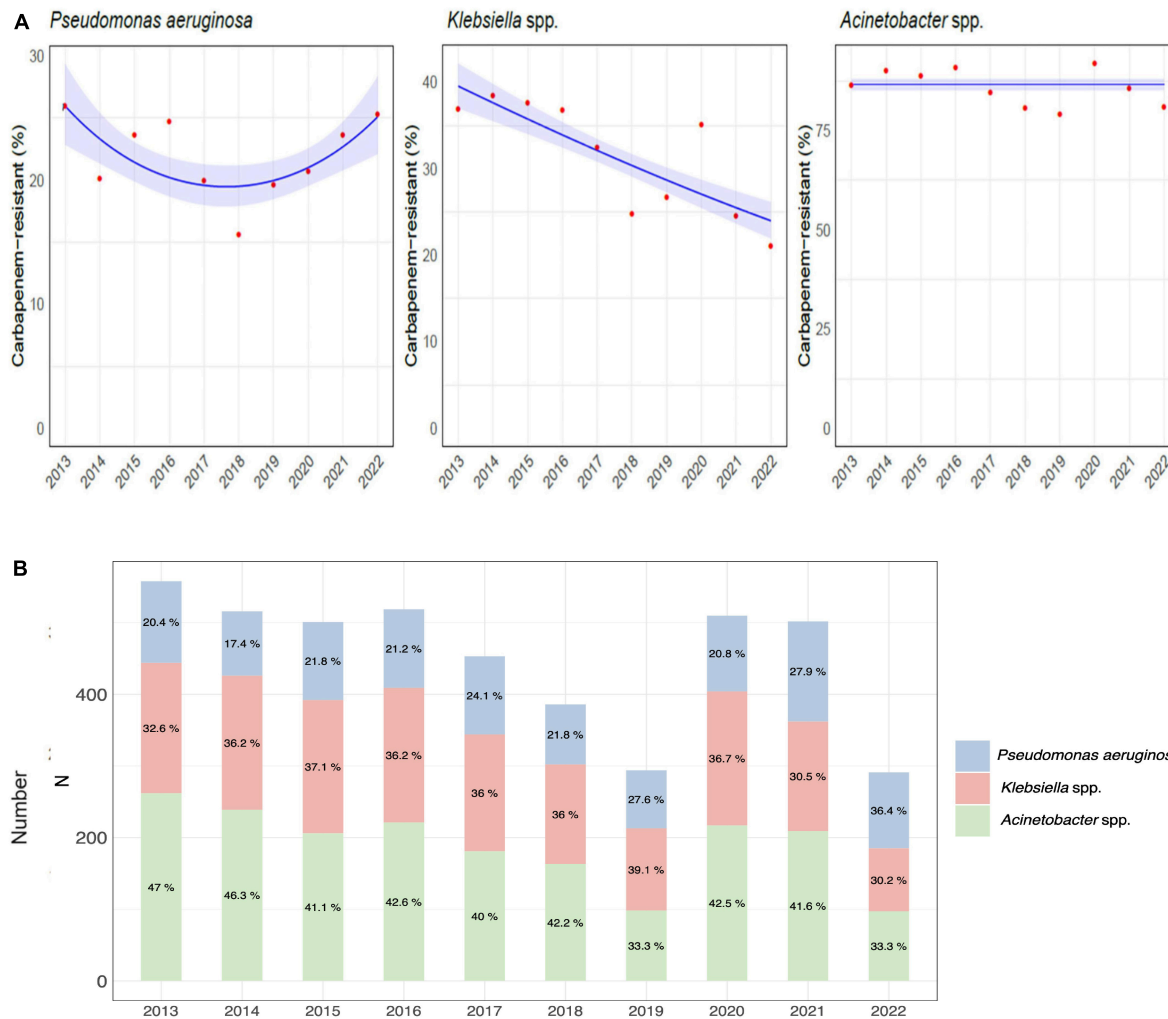 A
Pseudomonas aeruginosa
Klebsiella spp.
Acinetobacter spp.
Carbapenem-resistant (%)
30
20
10
0
2013 2014 2015 2016 2017 2018 2019 2020 2021 2022
Carbapenem-resistant (%)
40
30
20
10
0
2013 2014 2015 2016 2017 2018 2019 2020 2021 2022
Carbapenem-resistant (%)
75
50
25
0
2013 2014 2015 2016 2017 2018 2019 2020 2021 2022
B
Number
N
400
200
0
20.4 %
32.6 %
47 %
17.4 %
36.2 %
46.3 %
21.8 %
37.1 %
41.1 %
21.2 %
36.2 %
42.6 %
24.1 %
36 %
40 %
21.8 %
36 %
42.2 %
27.6 %
39.1 %
33.3 %
20.8 %
36.7 %
42.5 %
27.9 %
30.5 %
41.6 %
36.4 %
30.2 %
33.3 %
2013 2014 2015 2016 2017 2018 2019 2020 2021 2022
Pseudomonas aeruginos
Klebsiella spp.
Acinetobacter spp.